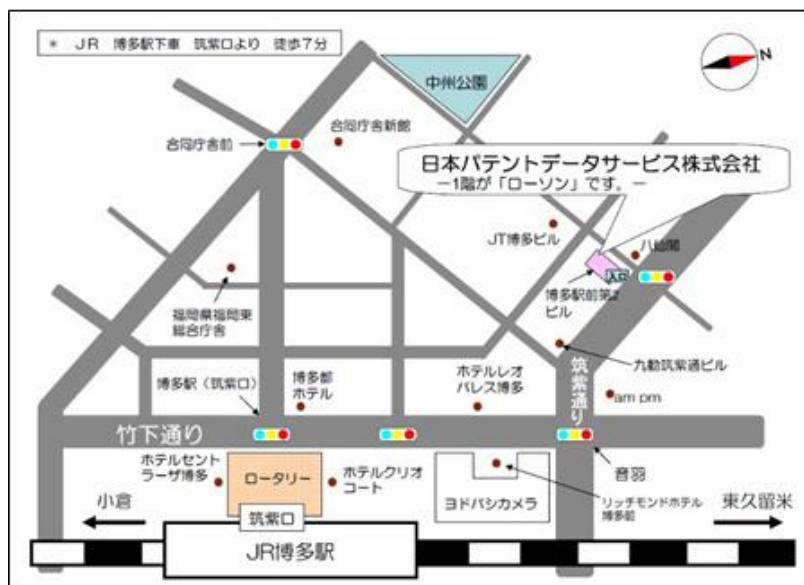 * JR 博多駅下車 筑紫口より 徒歩7分
N
中州公園
合同庁舎前
合同庁舎新館
日本パテントデータサービス株式会社
－1階が「ローソン」です。－
JT博多ビル
八仙閣
入口
博多駅前第2
ビル
福岡県福岡東
総合庁舎
九勧筑紫通ビル
博多駅(筑紫口)
博多都
ホテル
ホテルレオ
パレス博多
筑紫通り
am pm
竹下通り
音羽
ホテルセント
ラーザ博多
ロータリー
ホテルクリオ
コート
ヨドバシカメラ
リッチモンドホテル
博多前
小倉
筑紫口
東久留米
JR博多駅